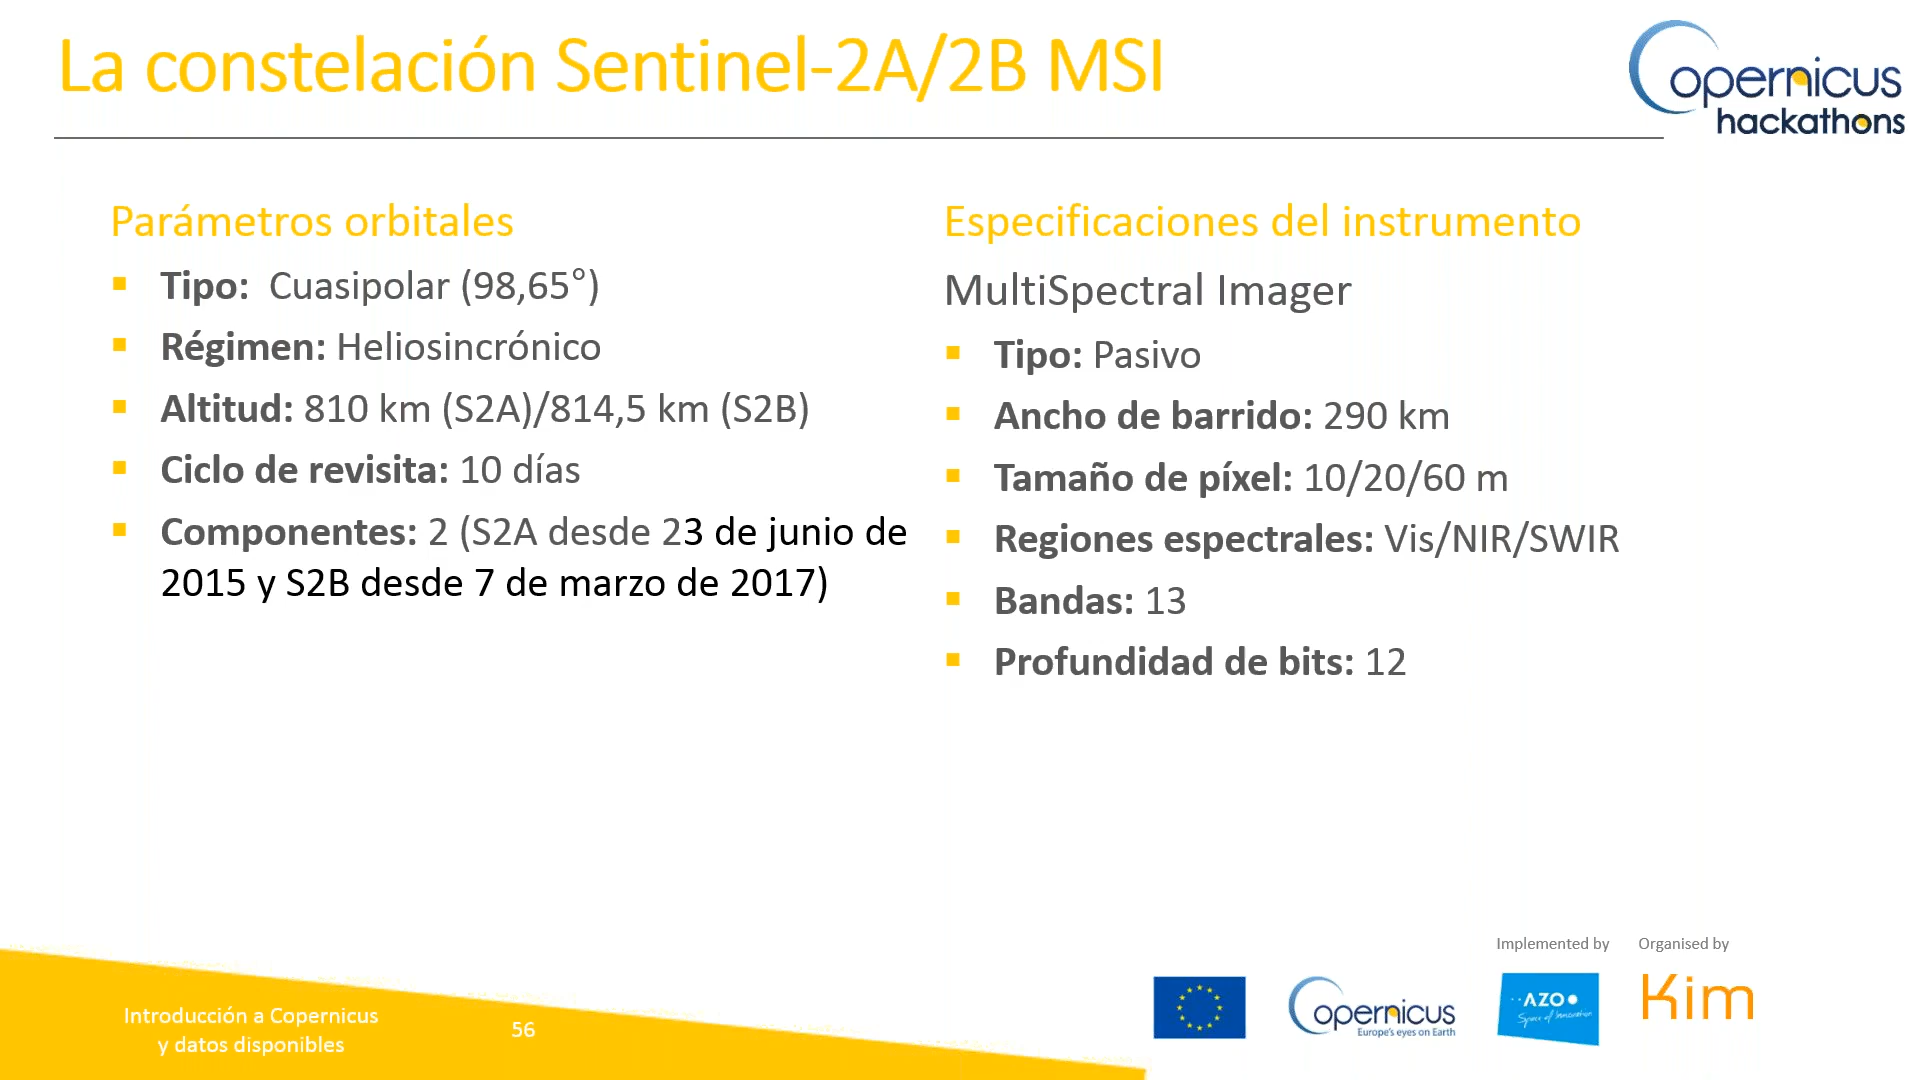 La constelación Sentinel-2A/2B MSI
Copernicus
hackathons
Parámetros orbitales
Tipo: Cuasipolar (98,65°)
Régimen: Heliosincrónico
Altitud: 810 km (S2A)/814,5 km (S2B)
Ciclo de revisita: 10 días
Componentes: 2 (S2A desde 23 de junio de
2015 y S2B desde 7 de marzo de 2017)
Especificaciones del instrumento
MultiSpectral Imager
Tipo: Pasivo
Ancho de barrido: 290 km
Tamaño de píxel: 10/20/60 m
Regiones espectrales: Vis/NIR/SWIR
Bandas: 13
Profundidad de bits: 12
Implemented by
Organised by
Copernicus
Europe's eyes on Earth
AZO
Space of Innovation
Kim
Introducción a Copernicus
y datos disponibles
56